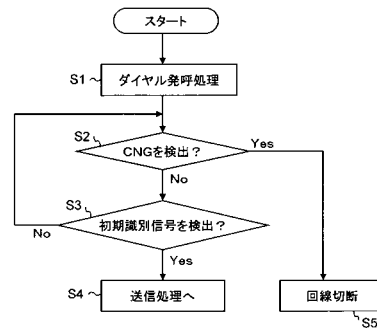 スタート
S1
ダイヤル発呼処理
S2
CNGを検出？
Yes
No
S3
初期識別信号を検出？
No
Yes
S4
送信処理へ
回線切断
S5